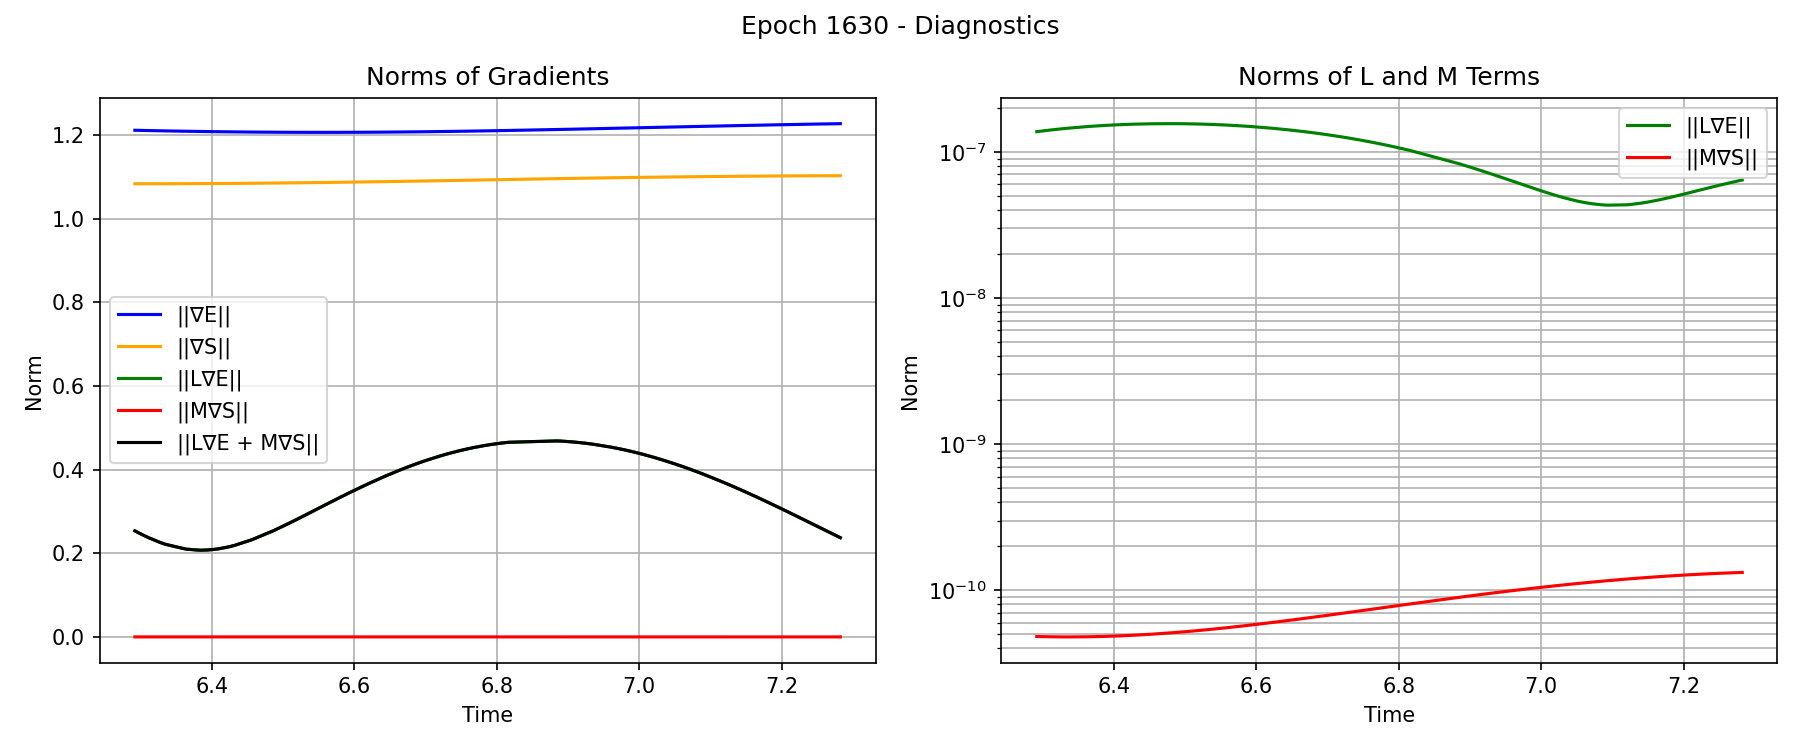 Epoch 1630 - Diagnostics
Norms of Gradients
Norm
1.2
1.0
0.8
0.6
0.4
0.2
0.0
||∇E||
||∇S||
||L∇E||
||M∇S||
||L∇E + M∇S||
6.4 6.6 6.8 7.0 7.2
Time
Norms of L and M Terms
Norm
10⁻⁷
10⁻⁸
10⁻⁹
10⁻¹⁰
||L∇E||
||M∇S||
6.4 6.6 6.8 7.0 7.2
Time